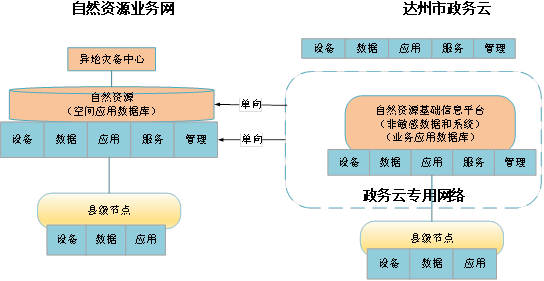 自然资源业务网
异地灾备中心
自然资源
（空间应用数据库）
设备 数据 应用 服务 管理
县级节点
设备 数据 应用
单向
单向
达州市政务云
设备 数据 应用 服务 管理
自然资源基础信息平台
（非敏感数据和系统）
（业务应用数据库）
设备 数据 应用 服务 管理
政务云专用网络
县级节点
设备 数据 应用